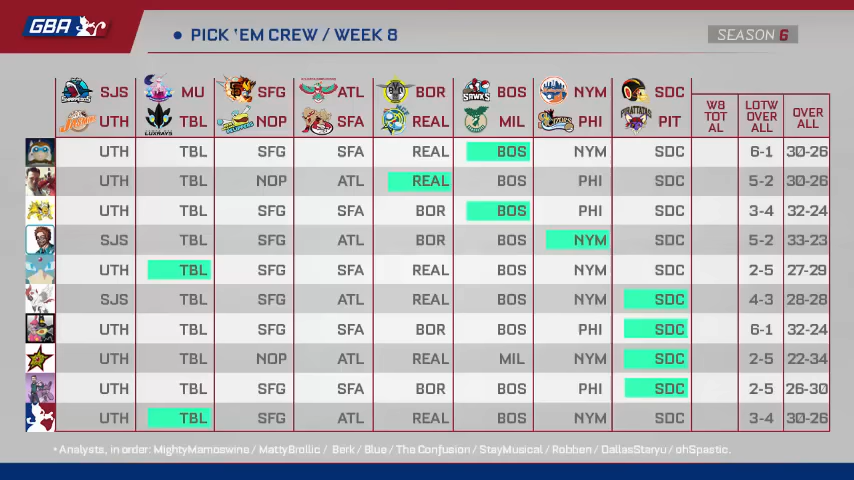 GBA
• PICK 'EM CREW / WEEK 8
SEASON 6
SJS MU SFG ATL BOR BOS NYM SDC
UTH TBL NOP SFA REAL MIL PHI PIT
W8 TOT AL
LOTW OVER ALL
OVER ALL
UTH TBL SFG SFA REAL BOS NYM SDC 6-1 30-26
UTH TBL NOP ATL REAL BOS PHI SDC 5-2 30-26
UTH TBL SFG SFA BOR BOS PHI SDC 3-4 32-24
SJS TBL SFG ATL BOR BOS NYM SDC 5-2 33-23
UTH TBL SFG SFA REAL BOS NYM SDC 2-5 27-29
SJS TBL SFG ATL REAL BOS NYM SDC 4-3 28-28
UTH TBL SFG SFA BOR BOS PHI SDC 6-1 32-24
UTH TBL NOP ATL REAL MIL NYM SDC 2-5 22-34
UTH TBL SFG SFA BOR BOS PHI SDC 2-5 26-30
UTH TBL SFG ATL REAL BOS NYM SDC 3-4 30-26
• Analysts, in order: MightyMamoswine / MattyBrollic / Berk / Blue / The Confusion / StayMusical / Robben / DallasStaryu / ohSpastic.